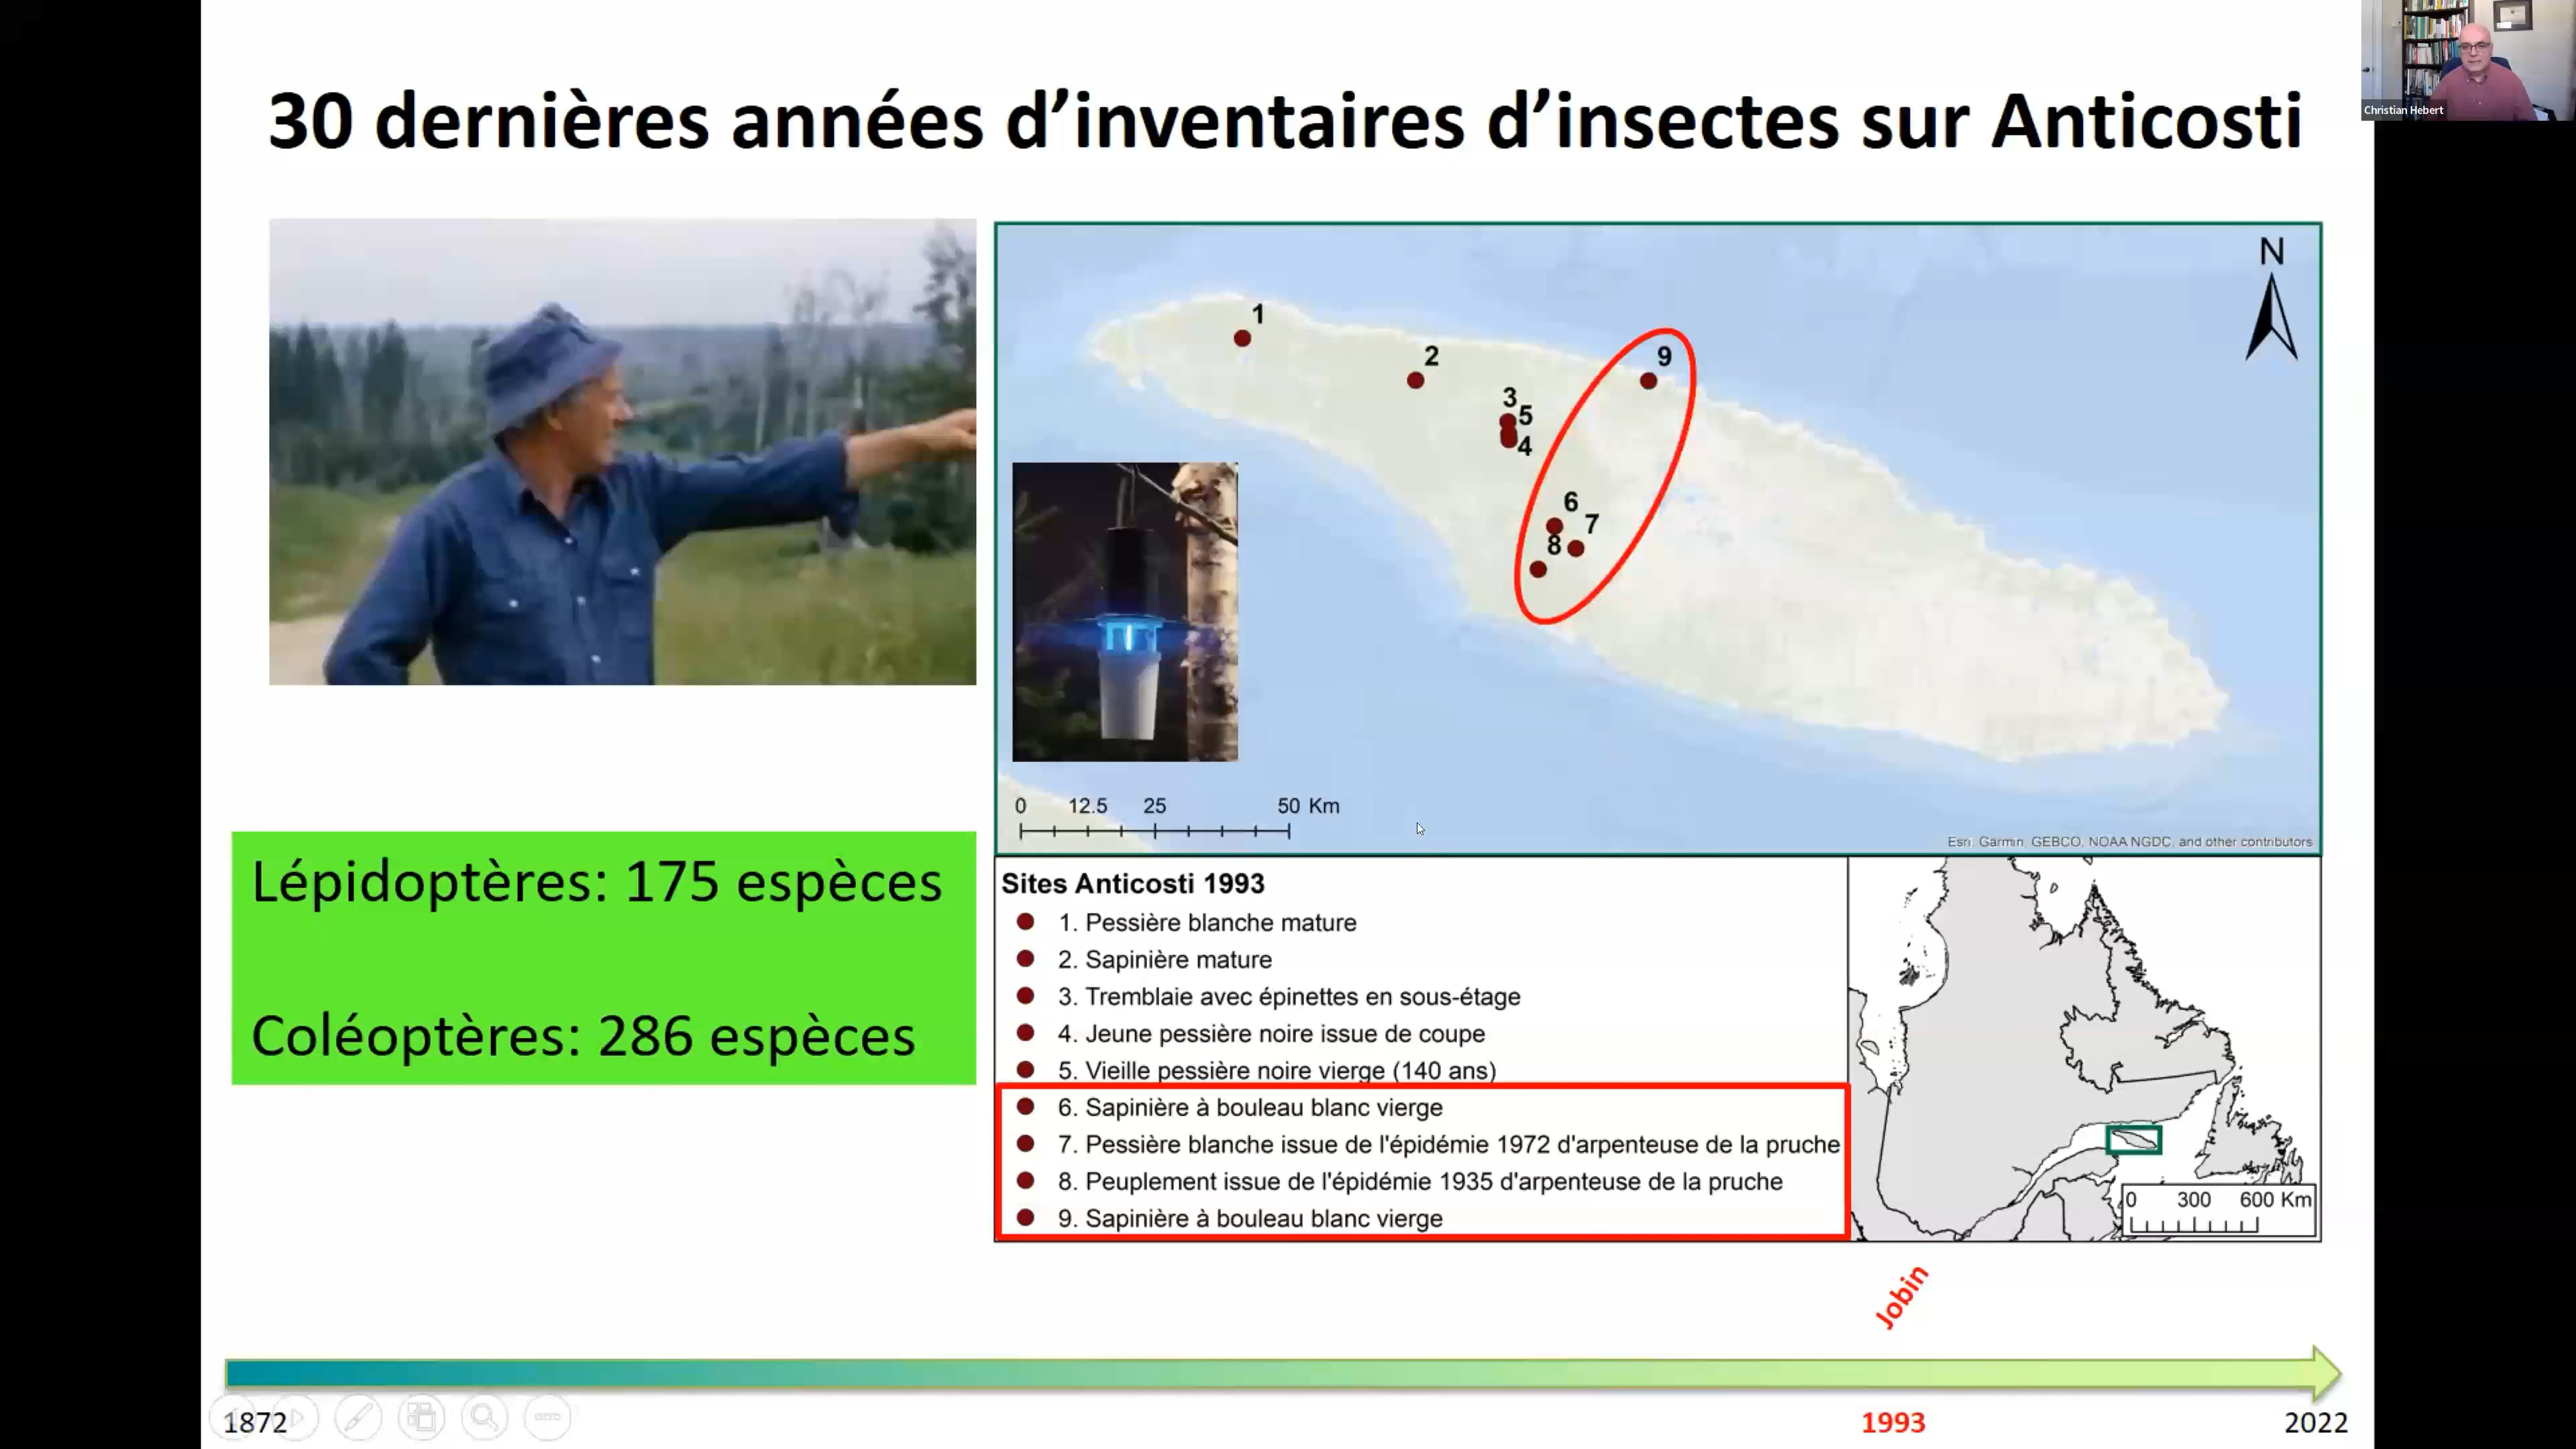 Christian Hebert
30 dernières années d’inventaires d’insectes sur Anticosti
N
1
2
3
5
4
9
6
7
8
0 12.5 25 50 Km
Esri, Garmin, GEBCO, NOAA NGDC, and other contributors
Lépidoptères: 175 espèces
Coléoptères: 286 espèces
Sites Anticosti 1993
1. Pessière blanche mature
2. Sapinière mature
3. Tremblaie avec épinettes en sous-étage
4. Jeune pessière noire issue de coupe
5. Vieille pessière noire vierge (140 ans)
6. Sapinière à bouleau blanc vierge
7. Pessière blanche issue de l'épidémie 1972 d'arpenteuse de la pruche
8. Peuplement issue de l'épidémie 1935 d'arpenteuse de la pruche
9. Sapinière à bouleau blanc vierge
0 300 600 Km
Jobin
1872
1993
2022